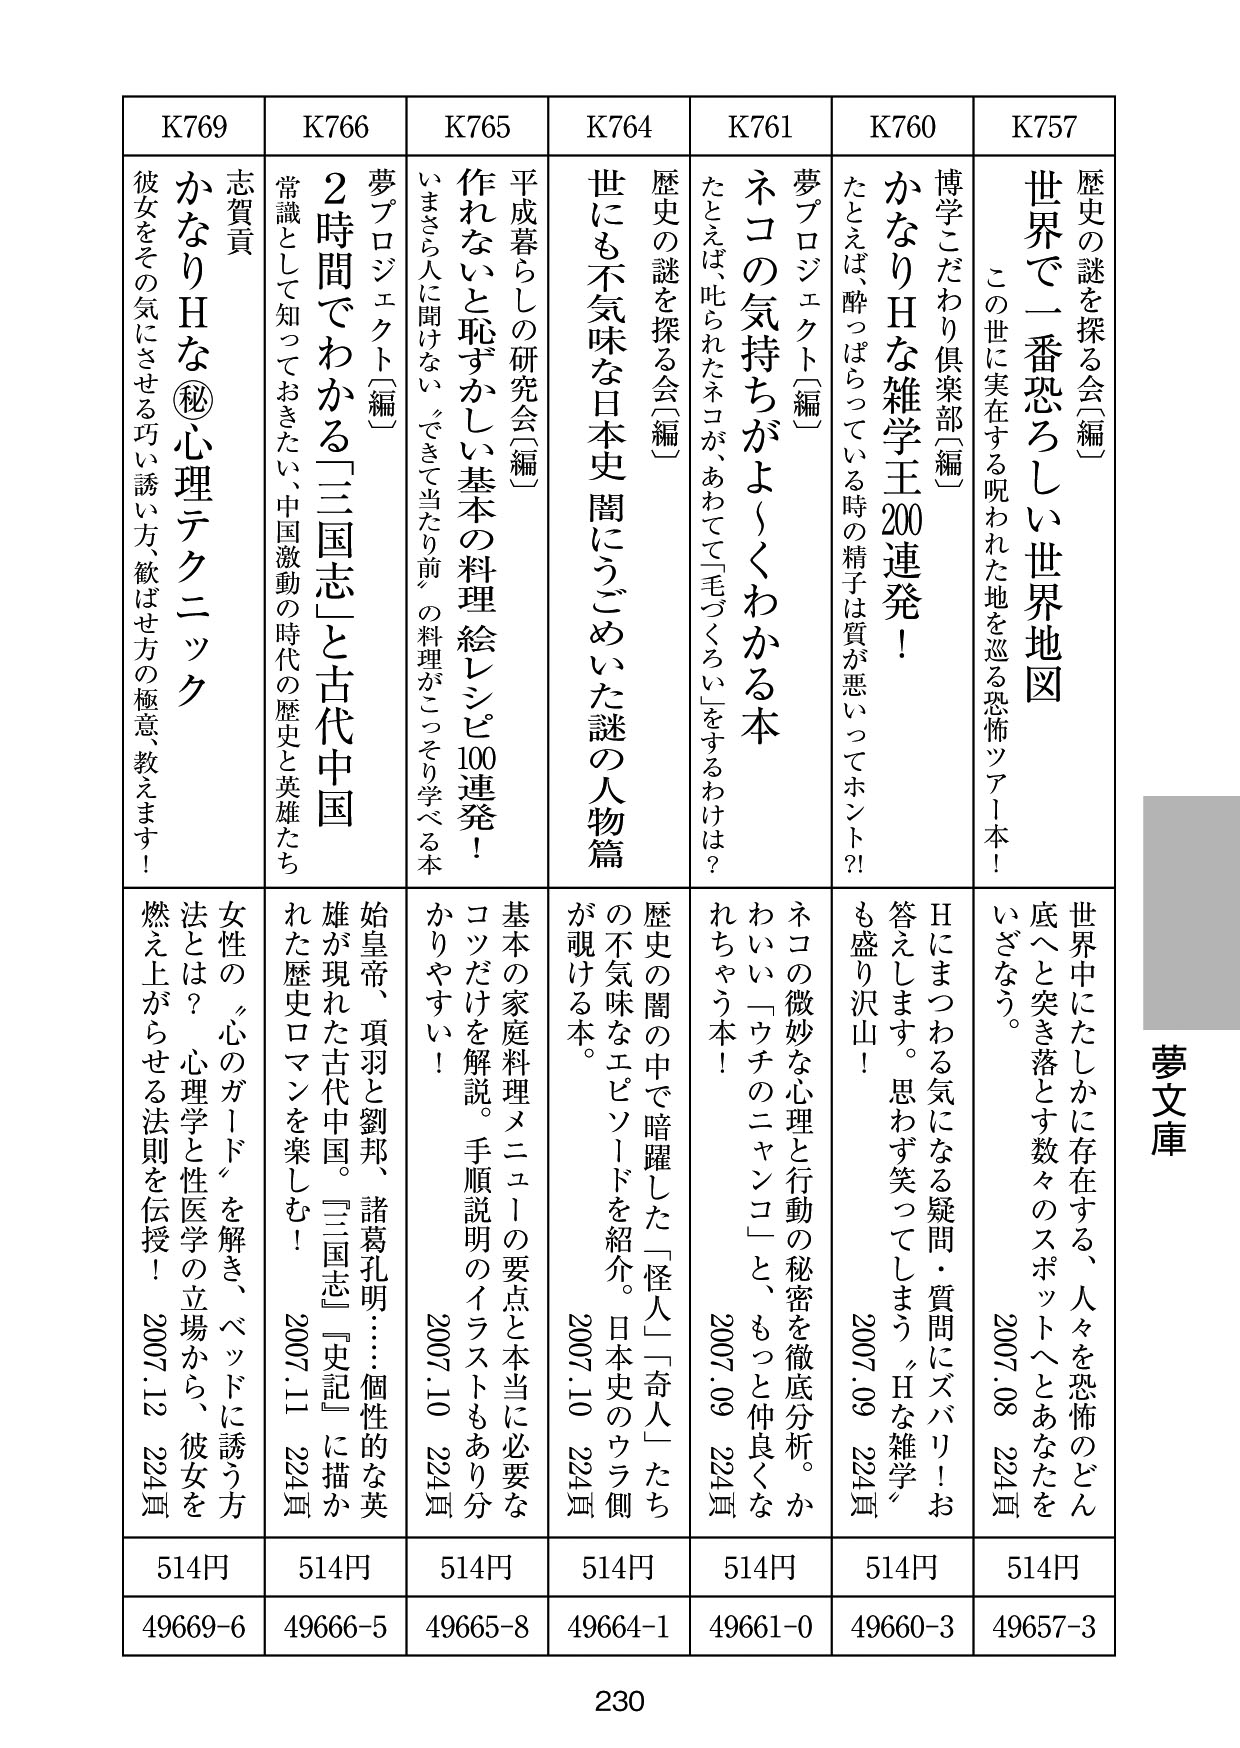 夢文庫
K757
歴史の謎を探る会〔編〕
世界で一番恐ろしい世界地図
この世に実在する呪われた地を巡る恐怖ツアー本！
世界中にたしかに存在する、人々を恐怖のどん
底へと突き落とす数々のスポットへとあなたを
いざなう。
2007.08 224頁
514円
49657-3
K760
博学こだわり倶楽部〔編〕
かなりHな雑学王200連発！
たとえば、酔っぱらっている時の精子は質が悪いってホント?!
Hにまつわる気になる疑問・質問にズバリ！お
答えします。思わず笑ってしまう〝Hな雑学〟
も盛り沢山！
2007.09 224頁
514円
49660-3
K761
夢プロジェクト〔編〕
ネコの気持ちがよ〜くわかる本
たとえば、叱られたネコが、あわてて「毛づくろい」をするわけは？
ネコの微妙な心理と行動の秘密を徹底分析。か
わいい「ウチのニャンコ」と、もっと仲良くな
れちゃう本！
2007.09 224頁
514円
49661-0
K764
歴史の謎を探る会〔編〕
世にも不気味な日本史 闇にうごめいた謎の人物篇
歴史の闇の中で暗躍した「怪人」「奇人」たち
の不気味なエピソードを紹介。日本史のウラ側
が覗ける本。
2007.10 224頁
514円
49664-1
K765
平成暮らしの研究会〔編〕
作れないと恥ずかしい基本の料理 絵レシピ100連発！
いまさら人に聞けない〝できて当たり前〟の料理がこっそり学べる本
基本の家庭料理メニューの要点と本当に必要な
コツだけを解説。手順説明のイラストもあり分
かりやすい！
2007.10 224頁
514円
49665-8
K766
夢プロジェクト〔編〕
2時間でわかる「三国志」と古代中国
常識として知っておきたい、中国激動の時代の歴史と英雄たち
始皇帝、項羽と劉邦、諸葛孔明……個性的な英
雄が現れた古代中国。『三国志』『史記』に描か
れた歴史ロマンを楽しむ！
2007.11 224頁
514円
49666-5
K769
志賀貢
かなりHな㊙心理テクニック
彼女をその気にさせる巧い誘い方、歓ばせ方の極意、教えます！
女性の〝心のガード〟を解き、ベッドに誘う方
法とは？ 心理学と性医学の立場から、彼女を
燃え上がらせる法則を伝授！
2007.12 224頁
514円
49669-6
230